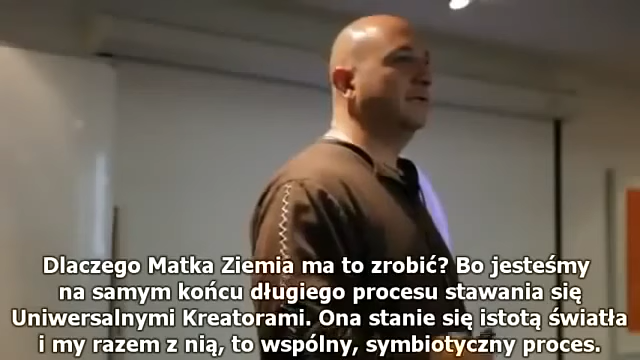 Dlaczego Matka Ziemia ma to zrobić? Bo jesteśmy
na samym końcu długiego procesu stawania się
Uniwersalnymi Kreatorami. Ona stanie się istotą światła
i my razem z nią, to wspólny, symbiotyczny proces.